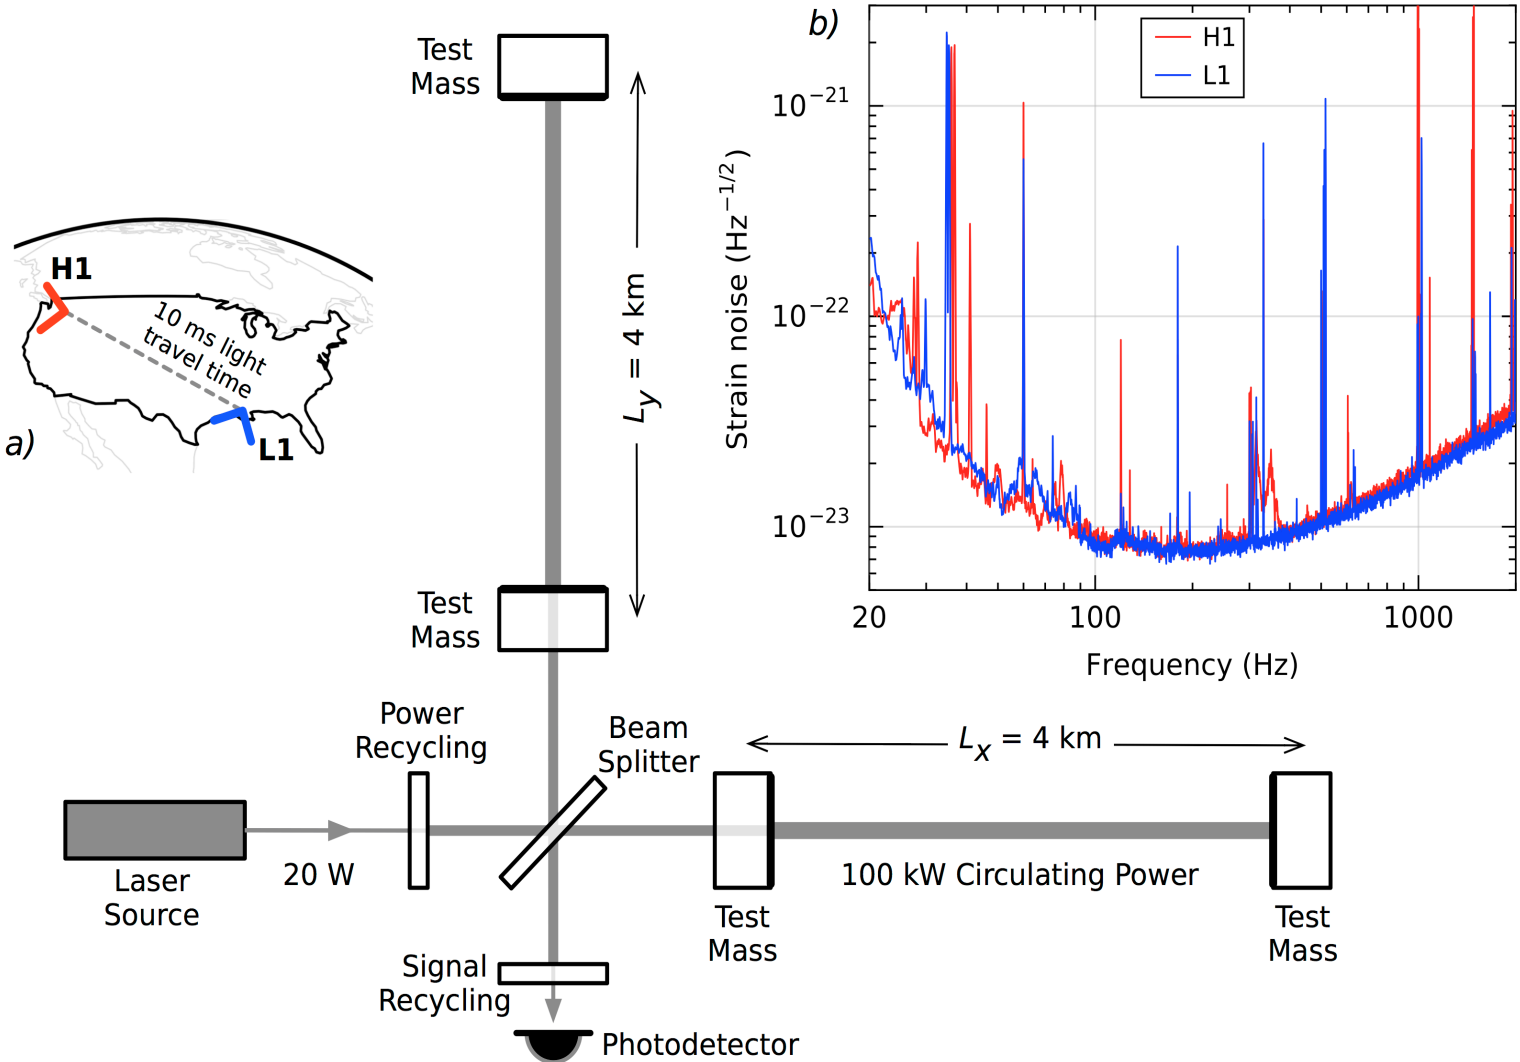 Test
Mass
Test
Mass
L_y = 4 km
H1
10 ms light
travel time
L1
a)
b)
H1
L1
Strain noise (Hz^{-1/2})
10^{-21}
10^{-22}
10^{-23}
20
100
1000
Frequency (Hz)
Power
Recycling
Beam
Splitter
L_x = 4 km
Laser
Source
20 W
100 kW Circulating Power
Test
Mass
Test
Mass
Signal
Recycling
Photodetector